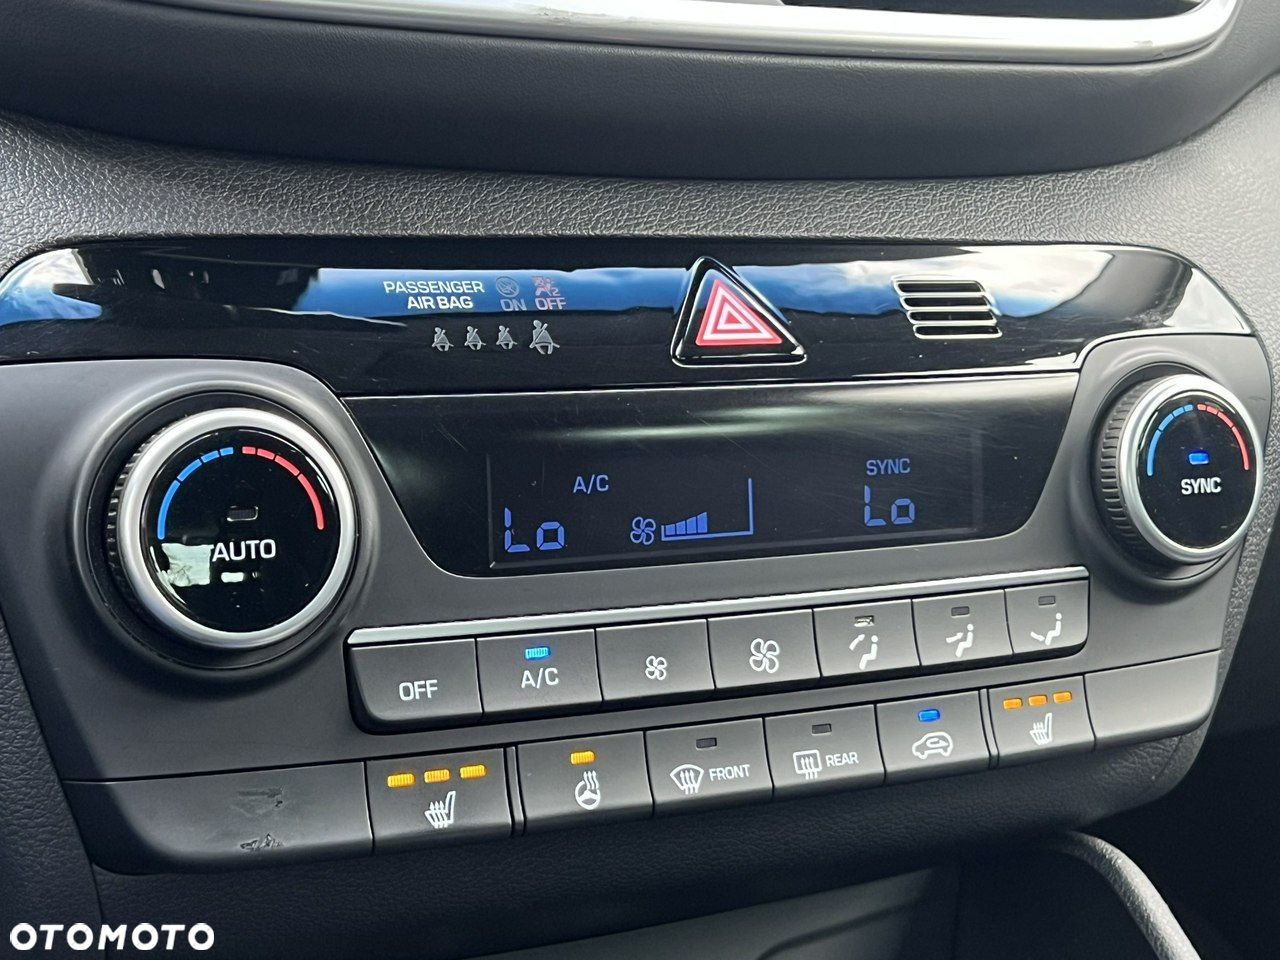 PASSENGER
AIR BAG ON OFF
A/C
SYNC
Lo
Lo
AUTO
SYNC
OFF
A/C
FRONT
REAR
OTOMOTO